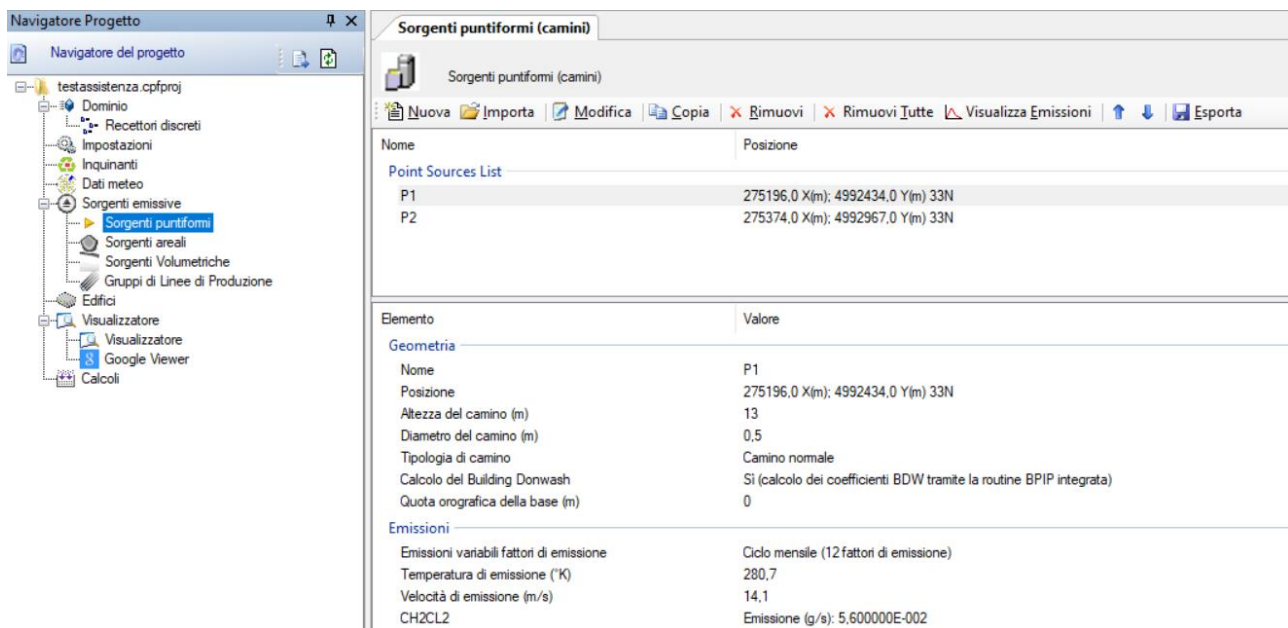 Navigatore Progetto
Navigatore del progetto
testassistenza.cpfproj
Dominio
Recettori discreti
Impostazioni
Inquinanti
Dati meteo
Sorgenti emissive
Sorgenti puntiformi
Sorgenti areali
Sorgenti Volumetriche
Gruppi di Linee di Produzione
Edifici
Visualizzatore
Visualizzatore
Google Viewer
Calcoli
Sorgenti puntiformi (camini)
Sorgenti puntiformi (camini)
Nuova Importa Modifica Copia Rimuovi Rimuovi Tutte Visualizza Emissioni Esporta
Nome Posizione
Point Sources List
P1 275196,0 X(m); 4992434,0 Y(m) 33N
P2 275374,0 X(m); 4992967,0 Y(m) 33N
Elemento Valore
Geometria
Nome P1
Posizione 275196,0 X(m); 4992434,0 Y(m) 33N
Altezza del camino (m) 13
Diametro del camino (m) 0,5
Tipologia di camino Camino normale
Calcolo del Building Donwash Sì (calcolo dei coefficienti BDW tramite la routine BPIP integrata)
Quota orografica della base (m) 0
Emissioni
Emissioni variabili fattori di emissione Ciclo mensile (12 fattori di emissione)
Temperatura di emissione (°K) 280,7
Velocità di emissione (m/s) 14,1
CH2CL2 Emissione (g/s): 5,600000E-002